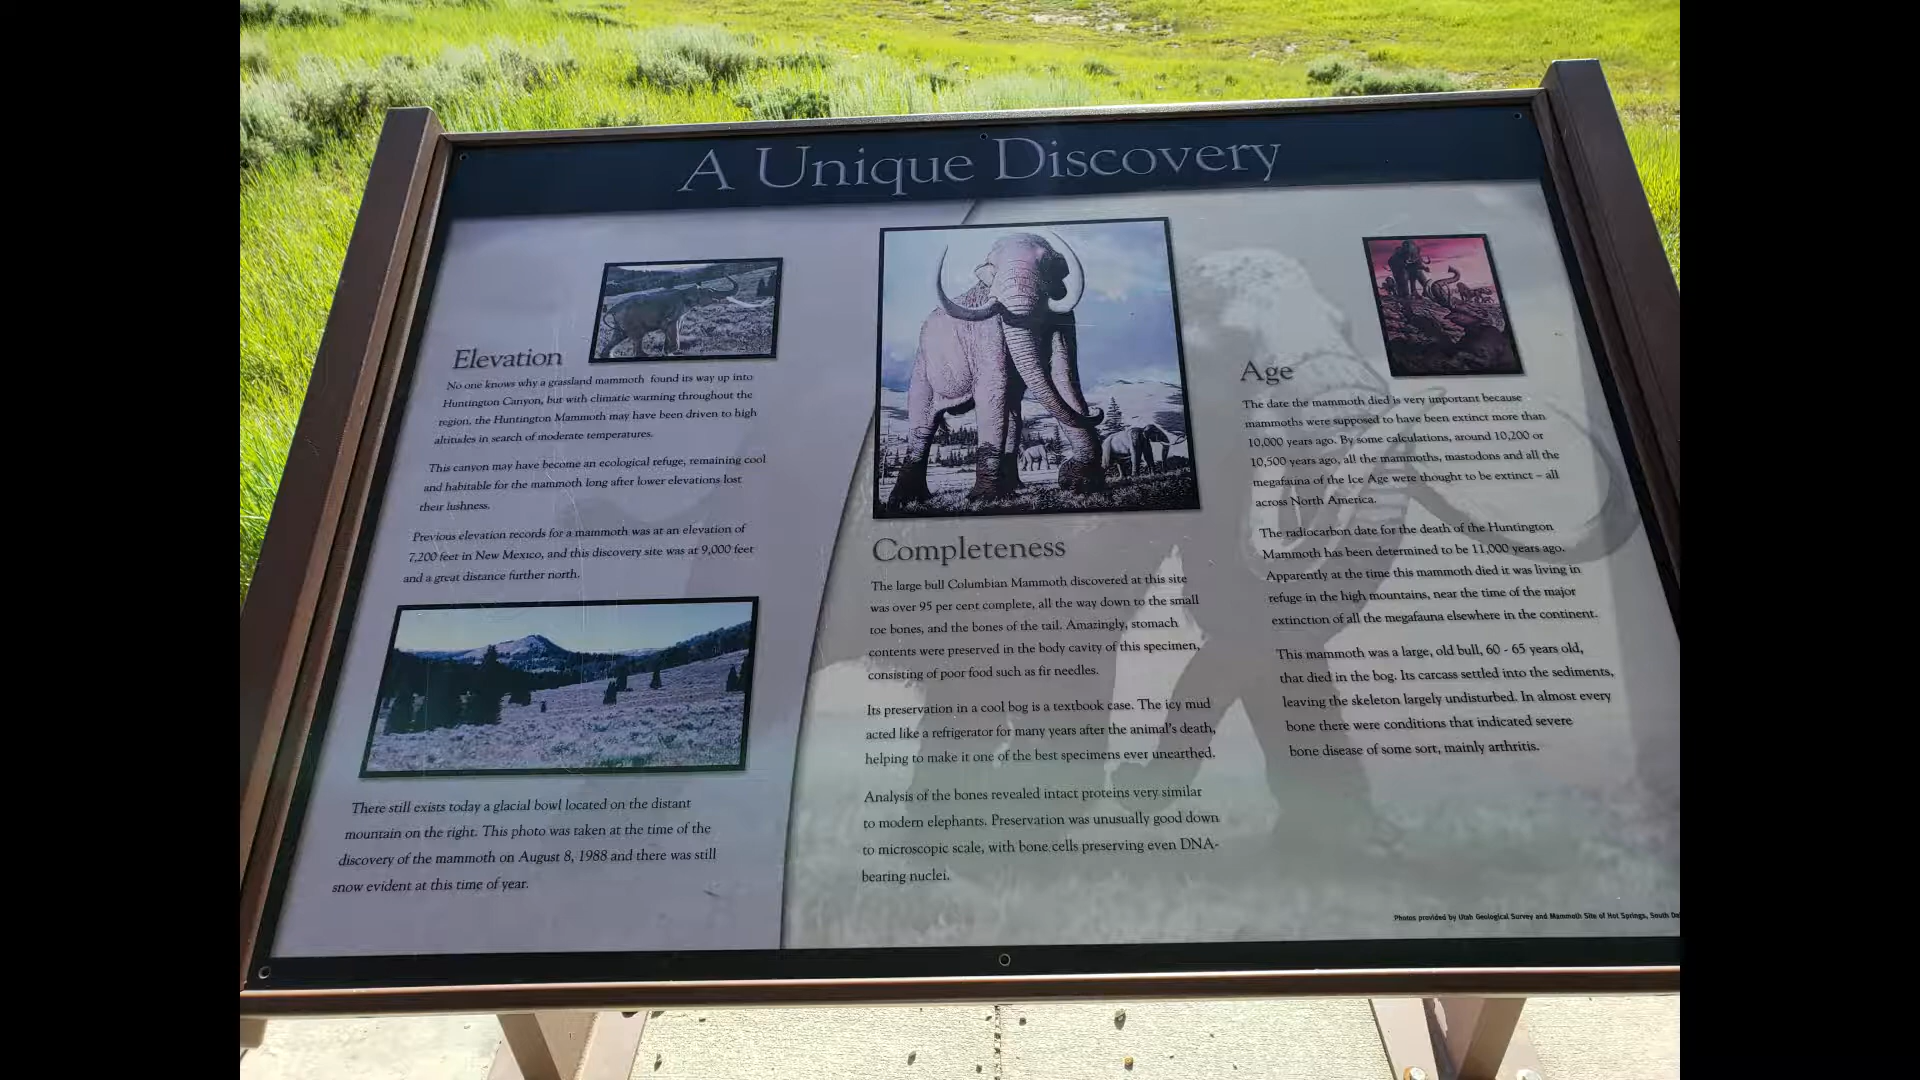 A Unique Discovery
Elevation
No one knows why a grassland mammoth found its way up into
Huntington Canyon, but with climatic warming throughout the
region, the Huntington Mammoth may have been driven to high
altitudes in search of moderate temperatures.
This canyon may have become an ecological refuge, remaining cool
and habitable for the mammoth long after lower elevations lost
their lushness.
Previous elevation records for a mammoth was at an elevation of
7,200 feet in New Mexico, and this discovery site was at 9,000 feet
and a great distance further north.
There still exists today a glacial bowl located on the distant
mountain on the right. This photo was taken at the time of the
discovery of the mammoth on August 8, 1988 and there was still
snow evident at this time of year.
Completeness
The large bull Columbian Mammoth discovered at this site
was over 95 per cent complete, all the way down to the small
toe bones, and the bones of the tail. Amazingly, stomach
contents were preserved in the body cavity of this specimen,
consisting of poor food such as fir needles.
Its preservation in a cool bog is a textbook case. The icy mud
acted like a refrigerator for many years after the animal's death,
helping to make it one of the best specimens ever unearthed.
Analysis of the bones revealed intact proteins very similar
to modern elephants. Preservation was unusually good down
to microscopic scale, with bone cells preserving even DNA-
bearing nuclei.
Age
The date the mammoth died is very important because
mammoths were supposed to have been extinct more than
10,000 years ago. By some calculations, around 10,200 or
10,500 years ago, all the mammoths, mastodons and all the
megafauna of the Ice Age were thought to be extinct – all
across North America.
The radiocarbon date for the death of the Huntington
Mammoth has been determined to be 11,000 years ago.
Apparently at the time this mammoth died it was living in
refuge in the high mountains, near the time of the major
extinction of all the megafauna elsewhere in the continent.
This mammoth was a large, old bull, 60 - 65 years old,
that died in the bog. Its carcass settled into the sediments,
leaving the skeleton largely undisturbed. In almost every
bone there were conditions that indicated severe
bone disease of some sort, mainly arthritis.
Photos provided by Utah Geological Survey and Mammoth Site of Hot Springs, South